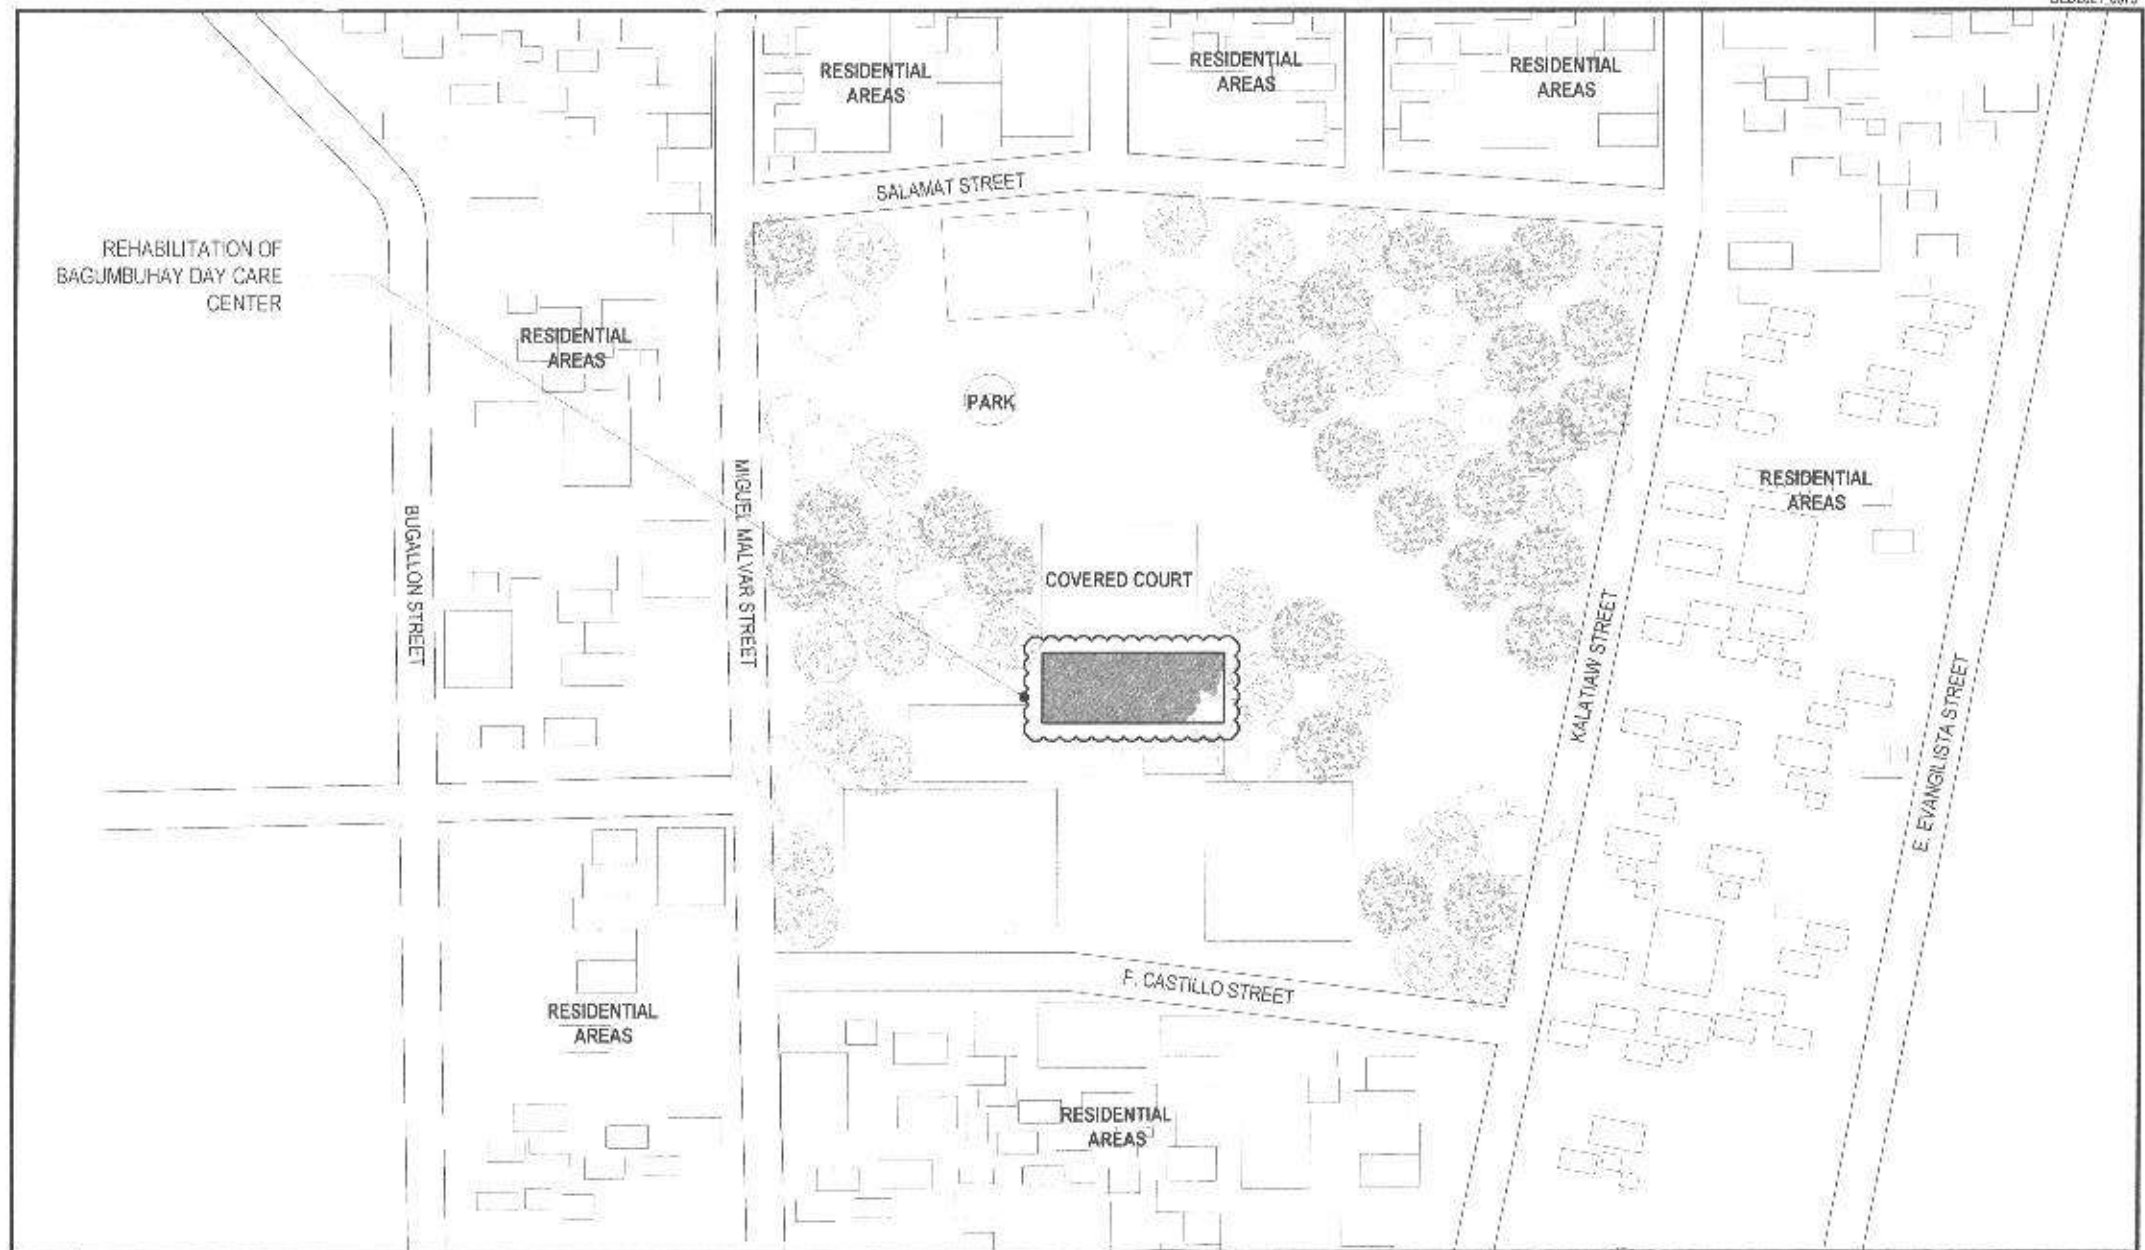 RESIDENTIAL
AREAS
RESIDENTIAL
AREAS
RESIDENTIAL
AREAS
SALAMAT STREET
REHABILITATION OF
BAGUMBUHAY DAY CARE
CENTER
RESIDENTIAL
AREAS
PARK
MIGUEL MALVAR STREET
BUGALLON STREET
RESIDENTIAL
AREAS
COVERED COURT
KALATIAW STREET
E. EVANGILISTA STREET
F. CASTILLO STREET
RESIDENTIAL
AREAS
RESIDENTIAL
AREAS